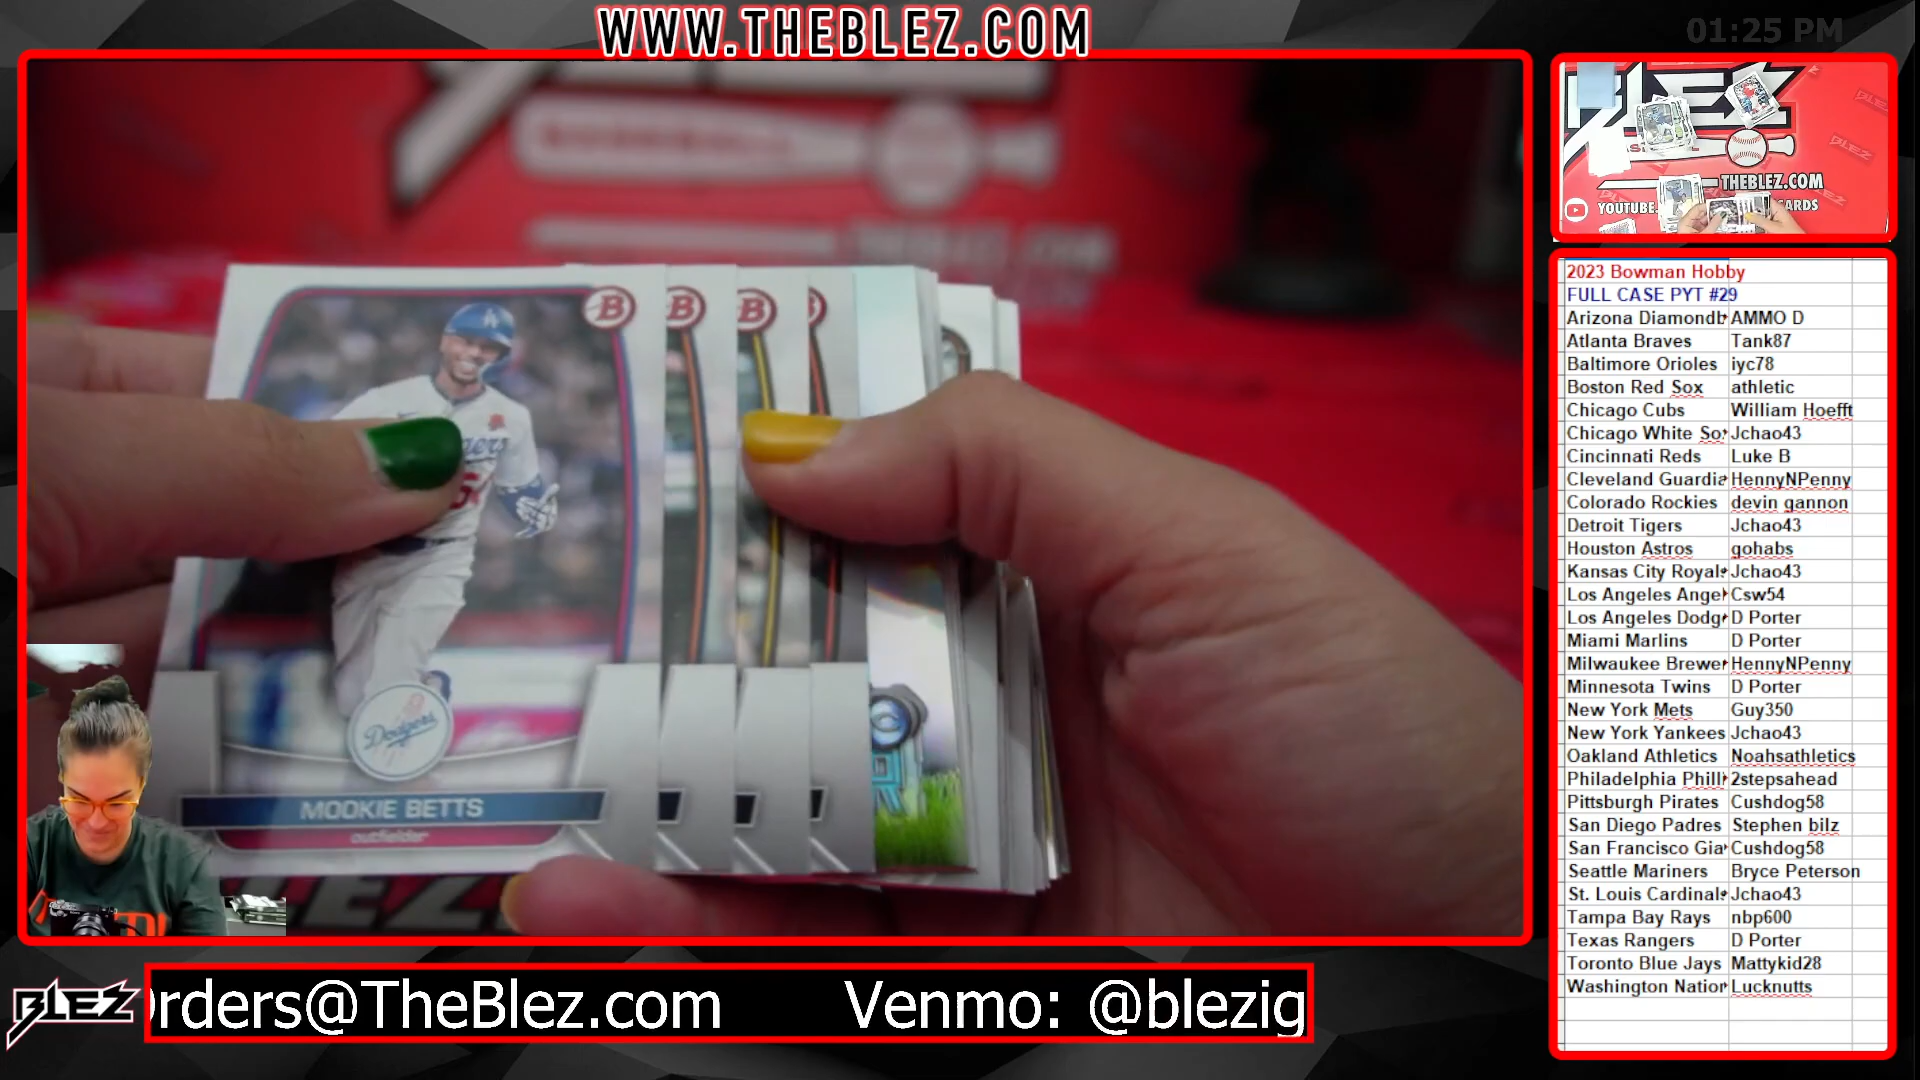 WWW.THEBLEZ.COM
01:25 PM
BLEZ
THEBLEZ.COM
YOUTUBE.
CARDS
MOOKIE BETTS
outfielder
Dodgers
B
B
B
2023 Bowman Hobby
FULL CASE PYT #29
Arizona Diamondb AMMO D
Atlanta Braves Tank87
Baltimore Orioles iyc78
Boston Red Sox athletic
Chicago Cubs William Hoefft
Chicago White So Jchao43
Cincinnati Reds Luke B
Cleveland Guardia HennyNPenny
Colorado Rockies devin gannon
Detroit Tigers Jchao43
Houston Astros gohabs
Kansas City Royals Jchao43
Los Angeles Angel Csw54
Los Angeles Dodg D Porter
Miami Marlins D Porter
Milwaukee Brewer HennyNPenny
Minnesota Twins D Porter
New York Mets Guy350
New York Yankees Jchao43
Oakland Athletics Noahsathletics
Philadelphia Philli 2stepsahead
Pittsburgh Pirates Cushdog58
San Diego Padres Stephen bilz
San Francisco Gia Cushdog58
Seattle Mariners Bryce Peterson
St. Louis Cardinals Jchao43
Tampa Bay Rays nbp600
Texas Rangers D Porter
Toronto Blue Jays Mattykid28
Washington Nation Lucknutts
BLEZ
rders@TheBlez.com Venmo: @blezig